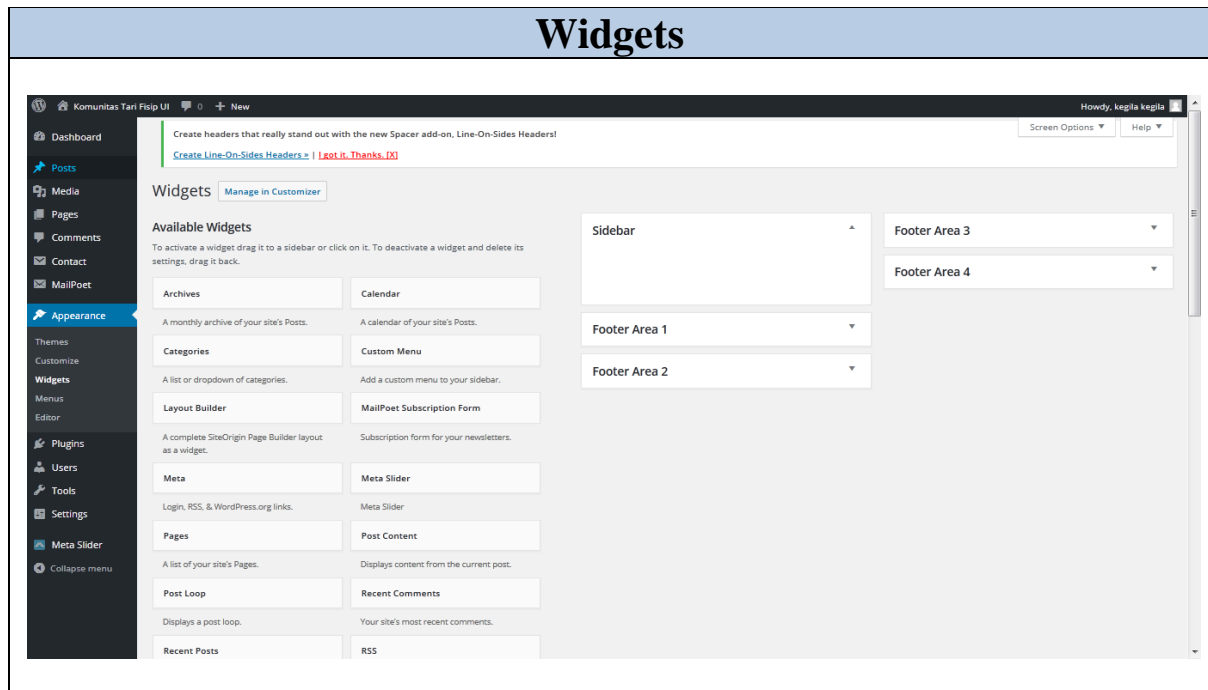 Widgets
Komunitas Tari Fisip UI 0 + New Howdy, kegila kegila
Dashboard
Posts
Media
Pages
Comments
Contact
MailPoet
Appearance
Themes
Customize
Widgets
Menus
Editor
Plugins
Users
Tools
Settings
Meta Slider
Collapse menu
Create headers that really stand out with the new Spacer add-on, Line-On-Sides Headers!
Create Line-On-Sides Headers » | I got it. Thanks. [X]
Screen Options ▼ Help ▼
Widgets Manage in Customizer
Available Widgets
To activate a widget drag it to a sidebar or click on it. To deactivate a widget and delete its
settings, drag it back.
Archives Calendar
A monthly archive of your site's Posts. A calendar of your site's Posts.
Categories Custom Menu
A list or dropdown of categories. Add a custom menu to your sidebar.
Layout Builder MailPoet Subscription Form
A complete SiteOrigin Page Builder layout Subscription form for your newsletters.
as a widget.
Meta Meta Slider
Login, RSS, & WordPress.org links. Meta Slider
Pages Post Content
A list of your site's Pages. Displays content from the current post.
Post Loop Recent Comments
Displays a post loop. Your site's most recent comments.
Recent Posts RSS
Sidebar
Footer Area 1
Footer Area 2
Footer Area 3
Footer Area 4